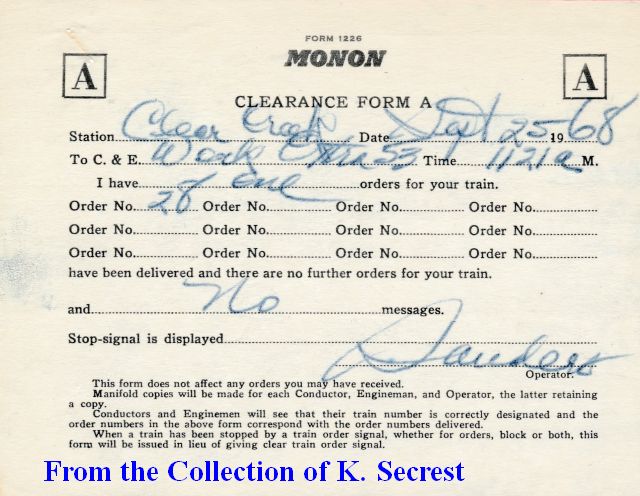 FORM 1226
MONON
A A
CLEARANCE FORM A
Station Clear Creek Date Sept 25 1968
To C. & E. Work Extra 53 Time 1121a M.
I have one orders for your train.
Order No. 28 Order No. Order No. Order No.
Order No. Order No. Order No. Order No.
Order No. Order No. Order No. Order No.
have been delivered and there are no further orders for your train.
and No messages.
Stop-signal is displayed
Sanders
Operator.
This form does not affect any orders you may have received.
Manifold copies will be made for each Conductor, Engineman, and Operator, the latter retaining
a copy.
Conductors and Enginemen will see that their train number is correctly designated and the
order numbers in the above form correspond with the order numbers delivered.
When a train has been stopped by a train order signal, whether for orders, block or both, this
form will be issued in lieu of giving clear train order signal.
From the Collection of K. Secrest